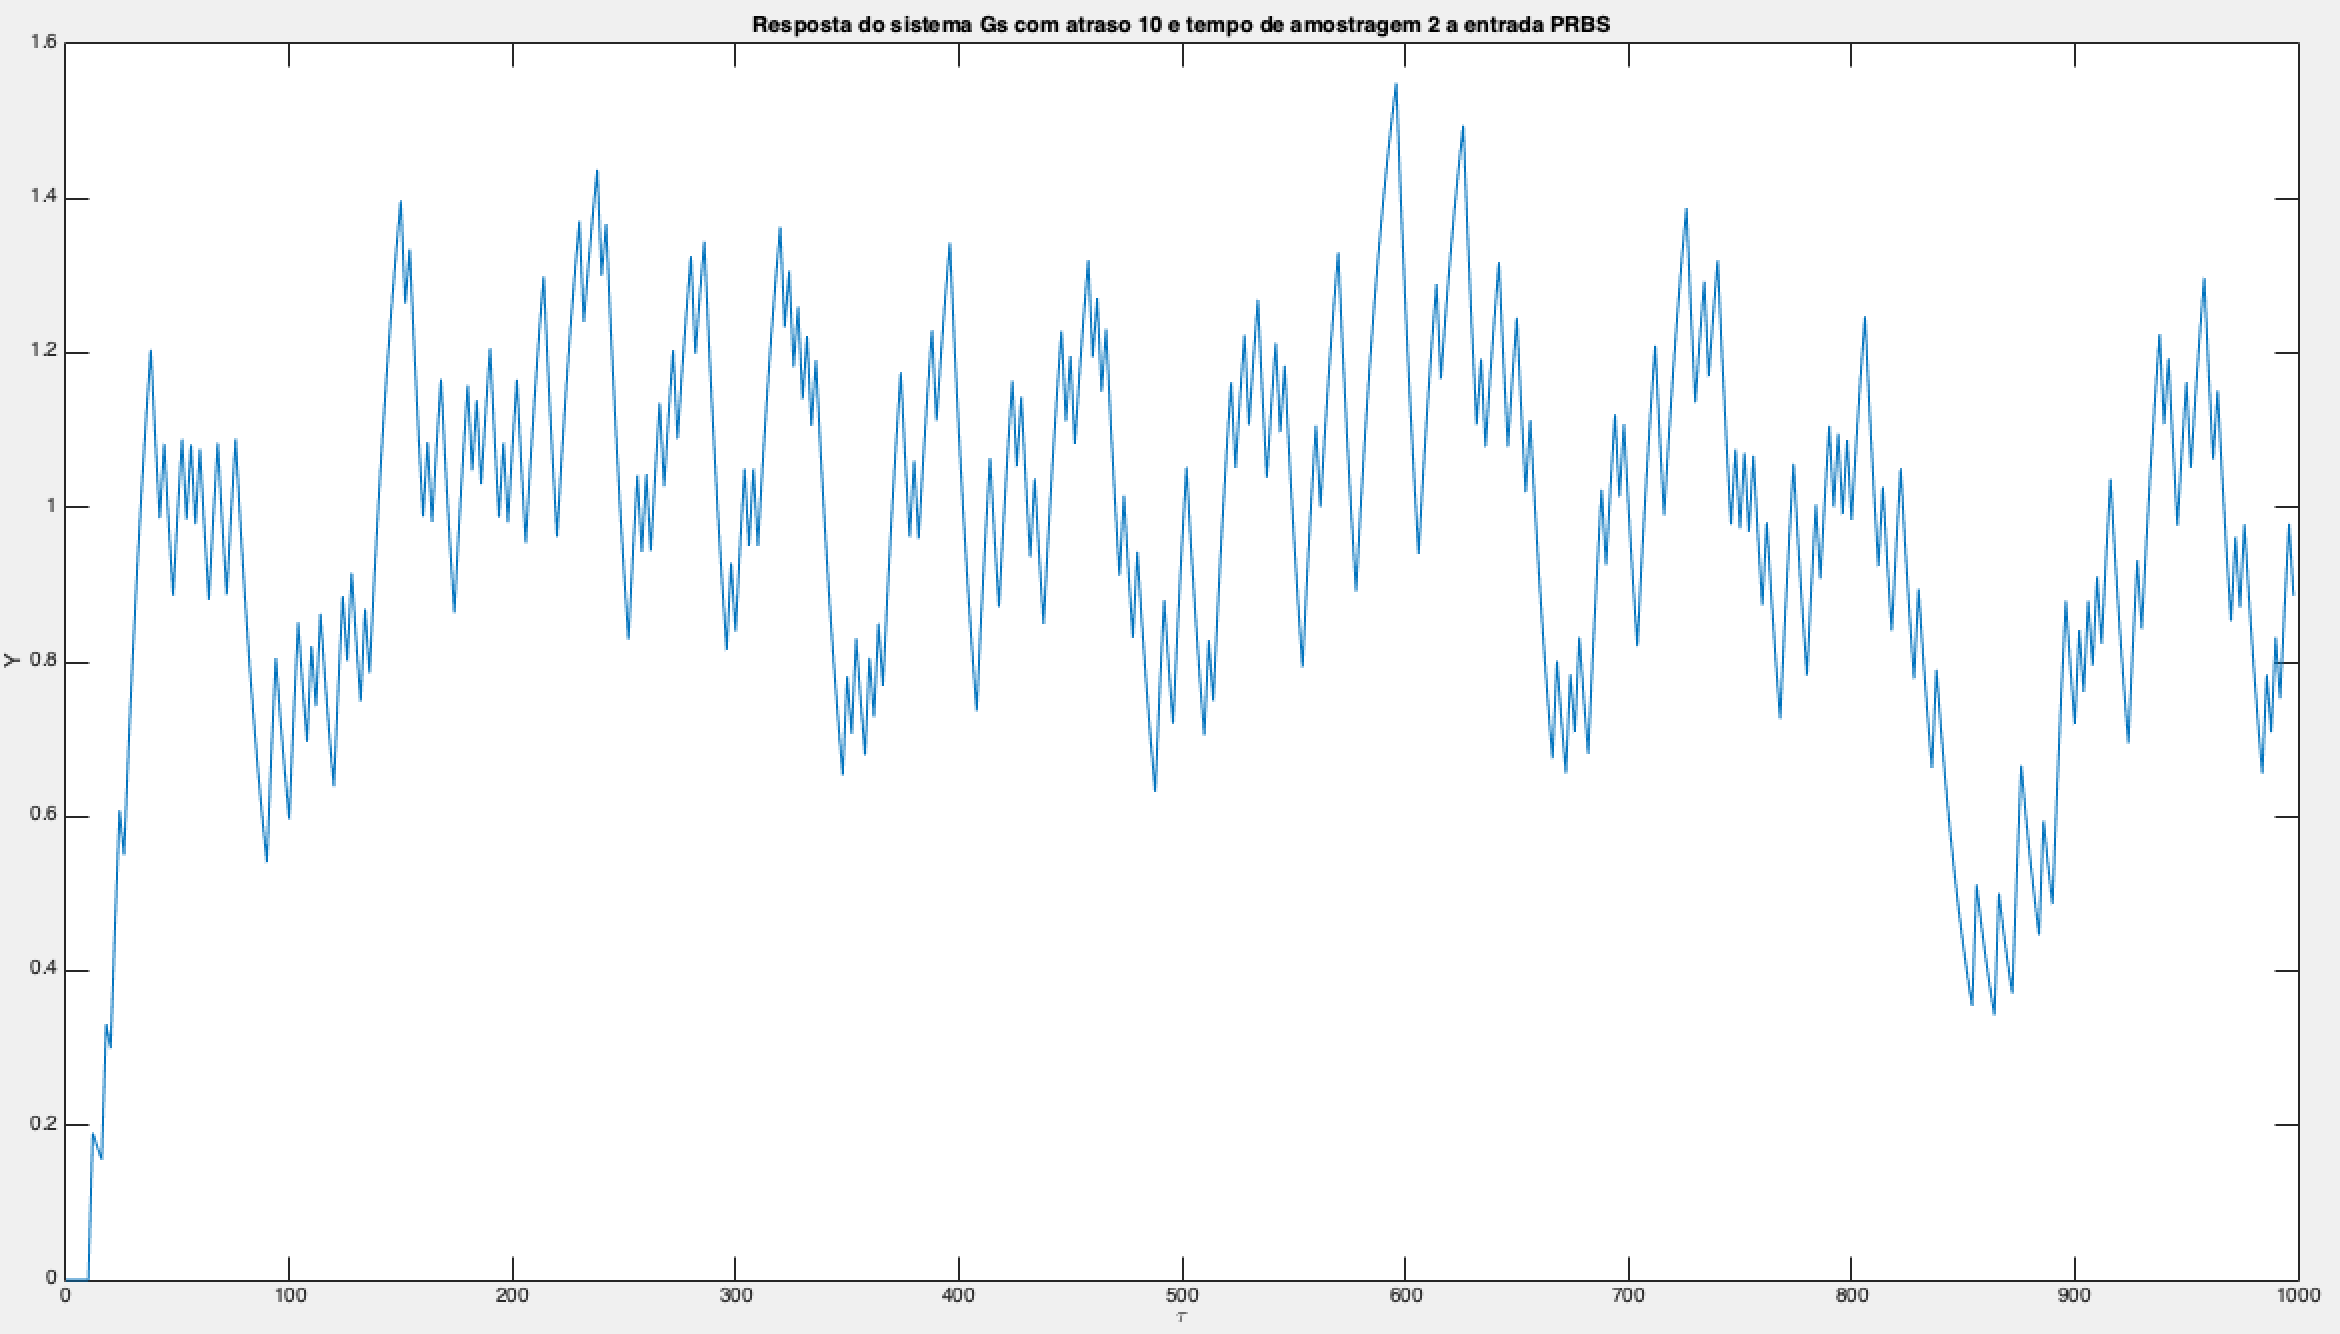 Resposta do sistema Gs com atraso 10 e tempo de amostragem 2 a entrada PRBS
1.6
1.4
1.2
1
0.8
Y
0.6
0.4
0.2
0
0 100 200 300 400 500 600 700 800 900 1000
τ